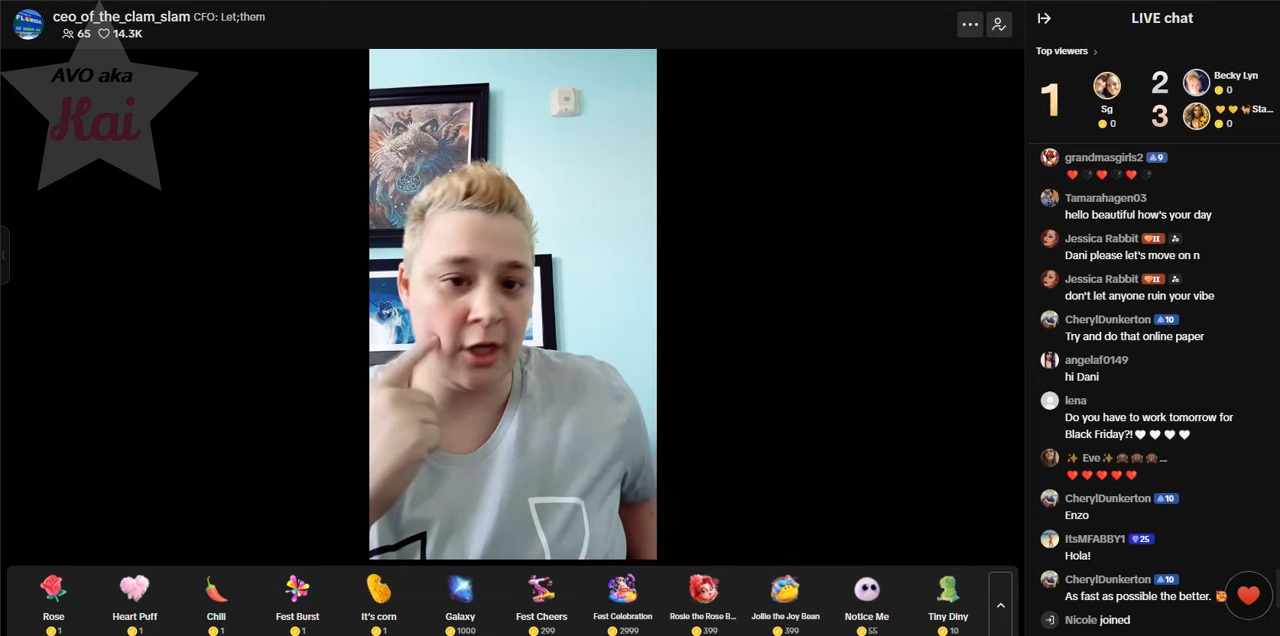 ceo_of_the_clam_slam CFO: Let;them
65 14.3K
AVO aka
Kai
LIVE chat
Top viewers
1
Sg
0
2
Becky Lyn
0
3
Sta...
0
grandmasgirls2 9
Tamarahagen03
hello beautiful how's your day
Jessica Rabbit II
Dani please let's move on n
Jessica Rabbit II
don't let anyone ruin your vibe
CherylDunkerton 10
Try and do that online paper
angelaf0149
hi Dani
lena
Do you have to work tomorrow for
Black Friday?!
Eve ...
CherylDunkerton 10
Enzo
ItsMFABBY1 25
Hola!
CherylDunkerton 10
As fast as possible the better.
Nicole joined
Rose
1
Heart Puff
1
Chill
1
Fest Burst
1
It's corn
1
Galaxy
1000
Fest Cheers
299
Fest Celebration
2999
Rosie the Rose B...
399
Jollie the Joy Bean
399
Notice Me
55
Tiny Diny
10